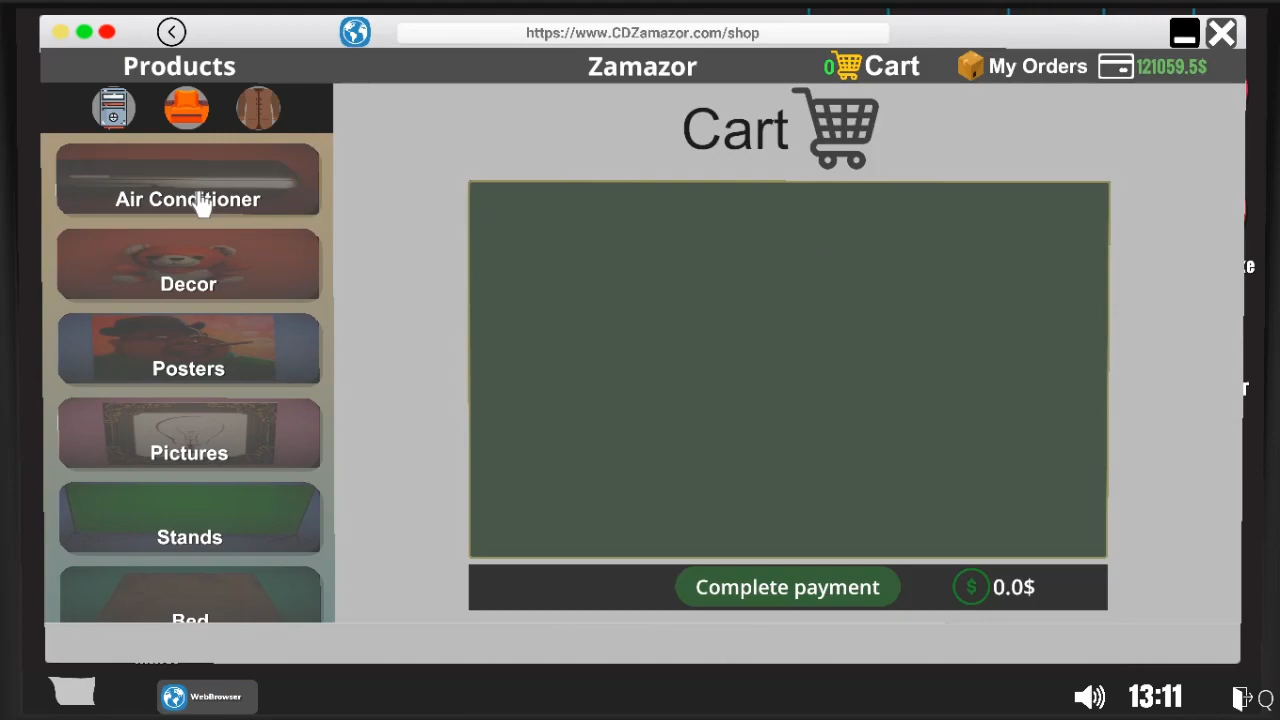 https://www.CDZamazor.com/shop
Products
Zamazor
0 Cart
My Orders
121059.5$
Cart
Air Conditioner
Decor
Posters
Pictures
Stands
Bed
Complete payment
$ 0.0$
WebBrowser
13:11
Q